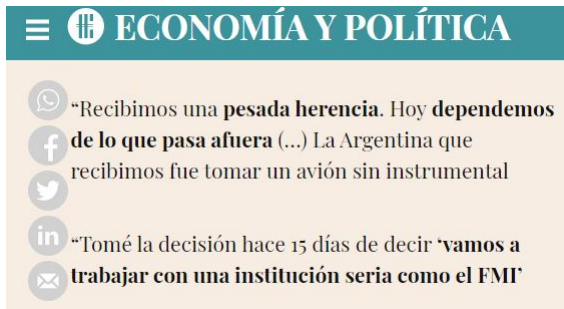 ECONOMÍA Y POLÍTICA
“Recibimos una pesada herencia. Hoy dependemos
de lo que pasa afuera (...) La Argentina que
recibimos fue tomar un avión sin instrumental
“Tomé la decisión hace 15 días de decir ‘vamos a
trabajar con una institución seria como el FMI’